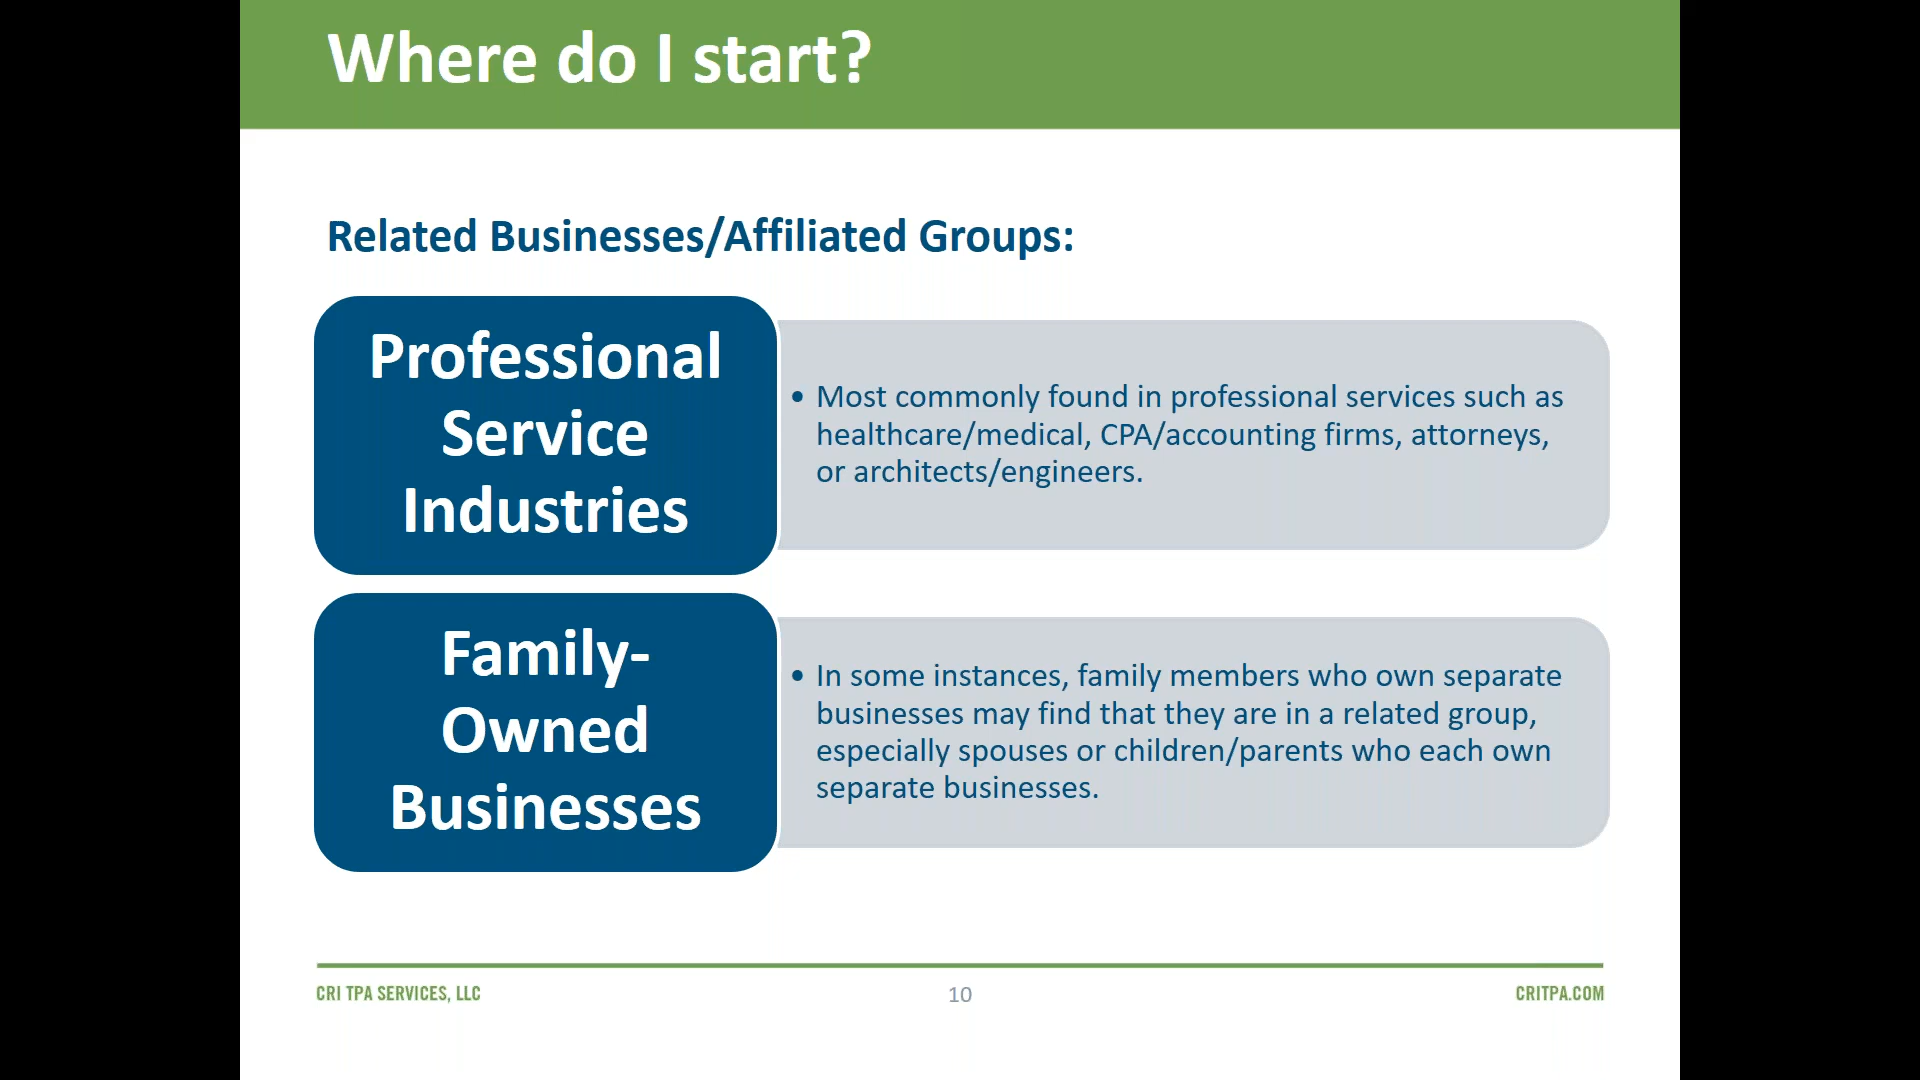 Where do I start?
Related Businesses/Affiliated Groups:
Professional
Service
Industries
• Most commonly found in professional services such as
healthcare/medical, CPA/accounting firms, attorneys,
or architects/engineers.
Family-
Owned
Businesses
• In some instances, family members who own separate
businesses may find that they are in a related group,
especially spouses or children/parents who each own
separate businesses.
CRI TPA SERVICES, LLC
10
CRITPA.COM